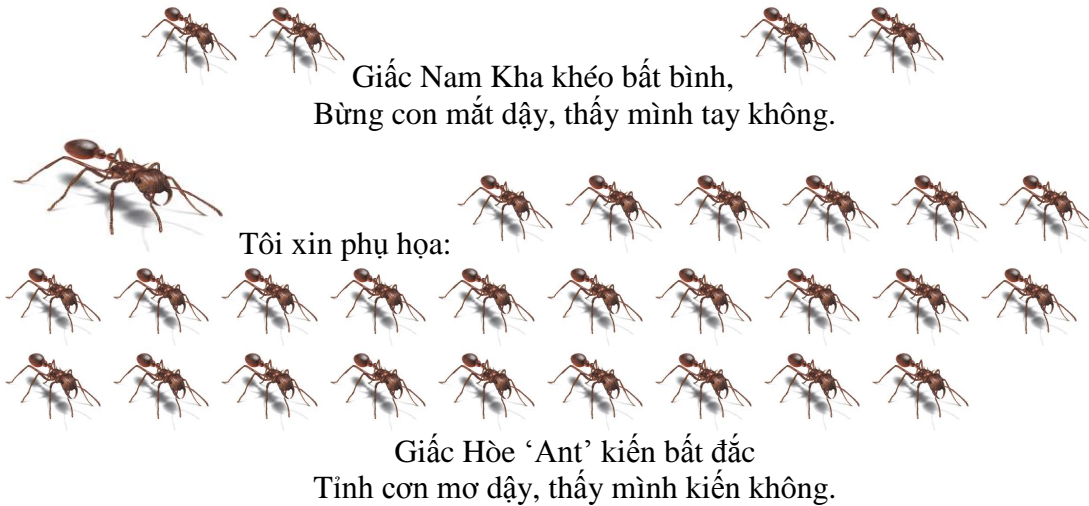 Giấc Nam Kha khéo bất bình,
Bừng con mắt dậy, thấy mình tay không.
Tôi xin phụ họa:
Giấc Hòe ‘Ant’ kiến bất đắc
Tỉnh cơn mơ dậy, thấy mình kiến không.